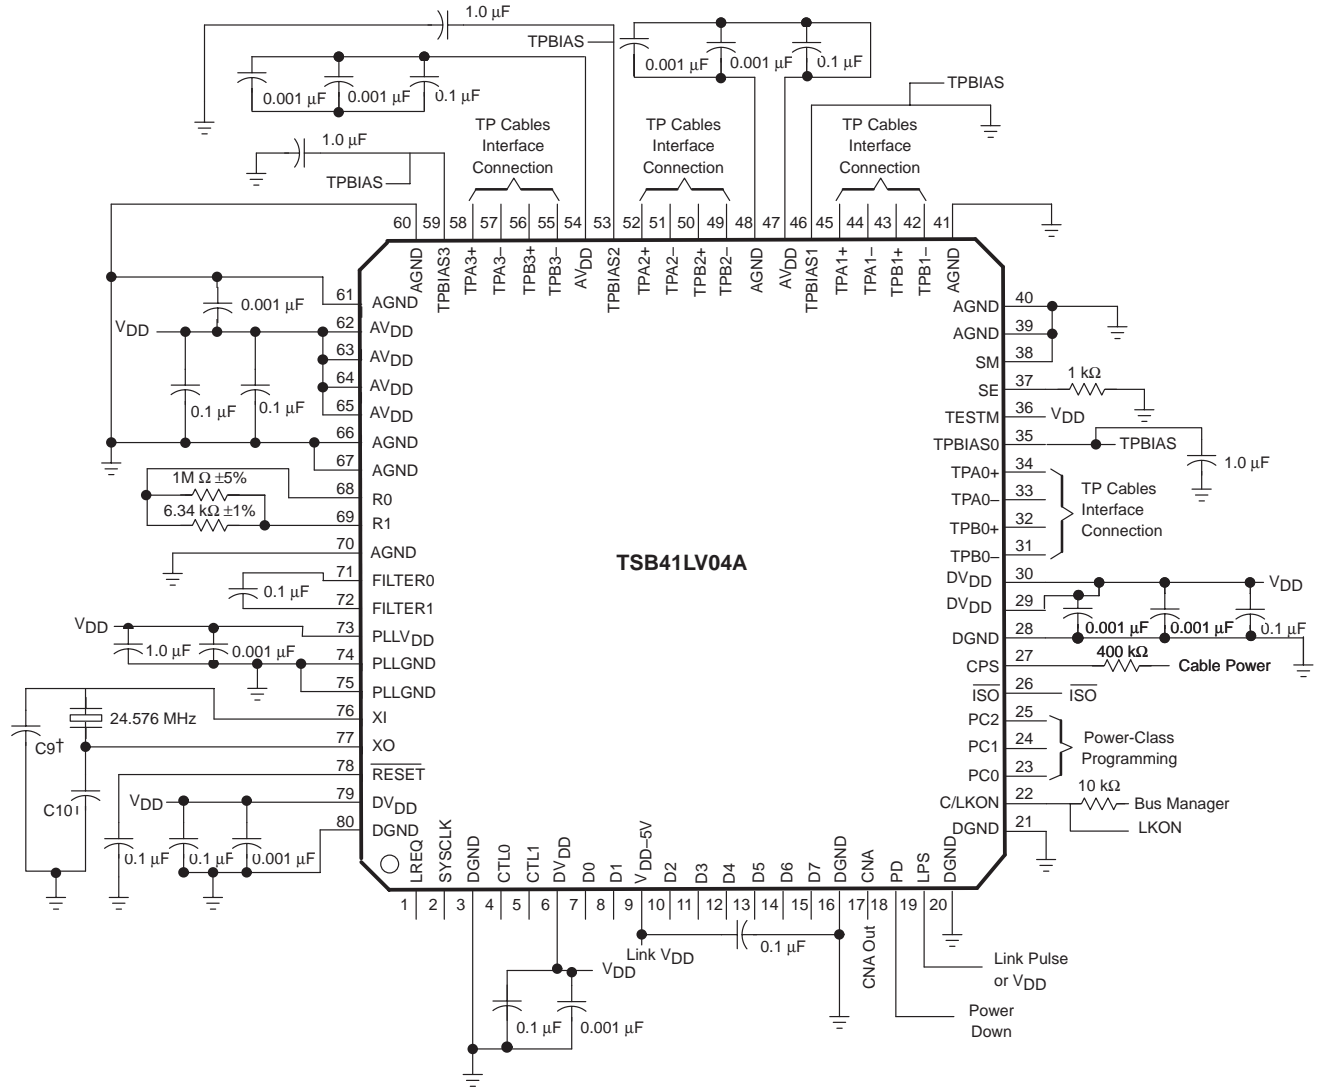 1.0 μF
TPBIAS
0.001 μF
0.001 μF
0.1 μF
0.001 μF
0.001 μF
0.1 μF
TPBIAS
1.0 μF
TPBIAS
TP Cables
Interface
Connection
TP Cables
Interface
Connection
TP Cables
Interface
Connection
60 59 58 57 56 55 54 53 52 51 50 49 48 47 46 45 44 43 42 41
AGND
TPBIAS3
TPA3+
TPA3–
TPB3+
TPB3–
AVDD
TPBIAS2
TPA2+
TPA2–
TPB2+
TPB2–
AGND
AVDD
TPBIAS1
TPA1+
TPA1–
TPB1+
TPB1–
AGND
0.001 μF
VDD
0.1 μF
0.1 μF
1M Ω ±5%
6.34 kΩ ±1%
0.1 μF
VDD
1.0 μF
0.001 μF
24.576 MHz
C9†
C10
VDD
0.1 μF
0.1 μF
0.001 μF
61 AGND
62 AVDD
63 AVDD
64 AVDD
65 AVDD
66 AGND
67 AGND
68 R0
69 R1
70 AGND
71 FILTER0
72 FILTER1
73 PLLVDD
74 PLLGND
75 PLLGND
76 XI
77 XO
78 RESET
79 DVDD
80 DGND
TSB41LV04A
AGND 40
AGND 39
SM 38
SE 37
TESTM 36
TPBIAS0 35
TPA0+ 34
TPA0– 33
TPB0+ 32
TPB0– 31
DVDD 30
DVDD 29
DGND 28
CPS 27
ISO 26
PC2 25
PC1 24
PC0 23
C/LKON 22
DGND 21
1 kΩ
VDD
TPBIAS
1.0 μF
TP Cables
Interface
Connection
VDD
0.001 μF
0.001 μF
0.1 μF
400 kΩ
Cable Power
ISO
Power-Class
Programming
10 kΩ
Bus Manager
LKON
LREQ
SYSCLK
DGND
CTL0
CTL1
DVDD
D0
D1
VDD–5V
D2
D3
D4
D5
D6
D7
DGND
CNA
PD
LPS
DGND
1 2 3 4 5 6 7 8 9 10 11 12 13 14 15 16 17 18 19 20
Link VDD
0.1 μF
CNA Out
Link Pulse
or VDD
Power
Down
VDD
0.1 μF
0.001 μF